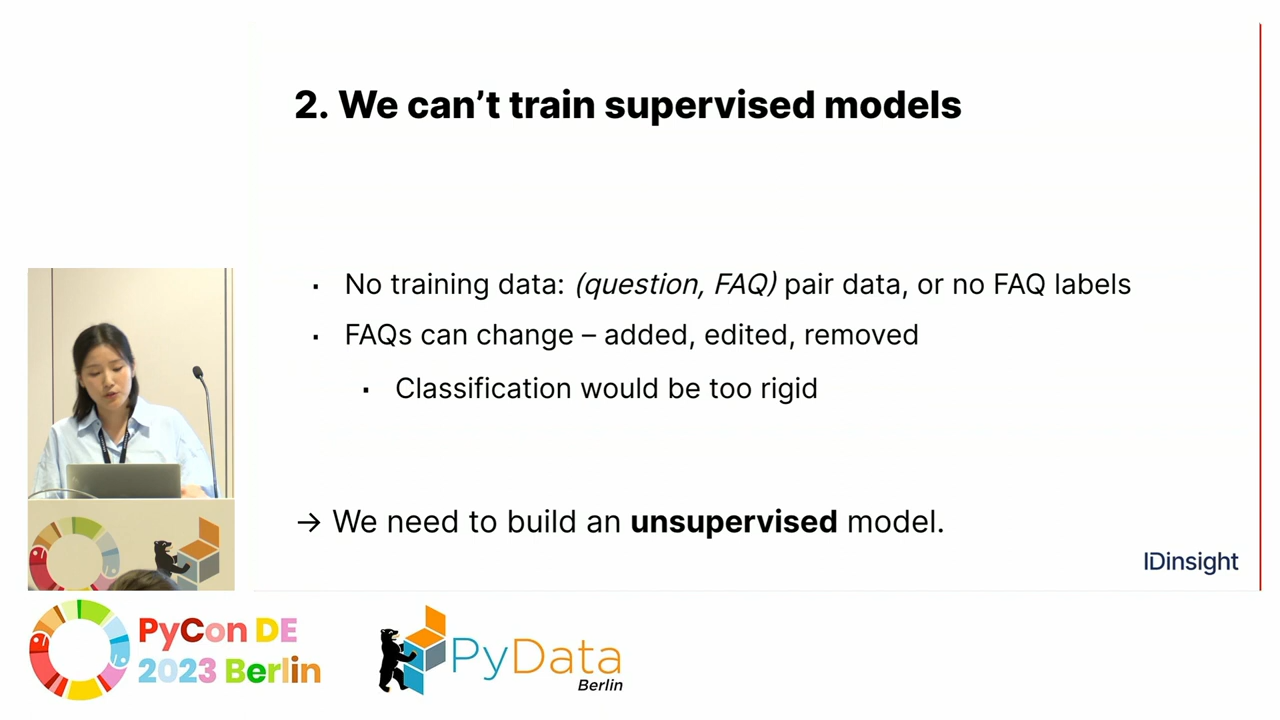 2. We can’t train supervised models
▪ No training data: (question, FAQ) pair data, or no FAQ labels
▪ FAQs can change – added, edited, removed
▪ Classification would be too rigid
→ We need to build an unsupervised model.
IDinsight
PyCon DE
2023 Berlin
PyData
Berlin